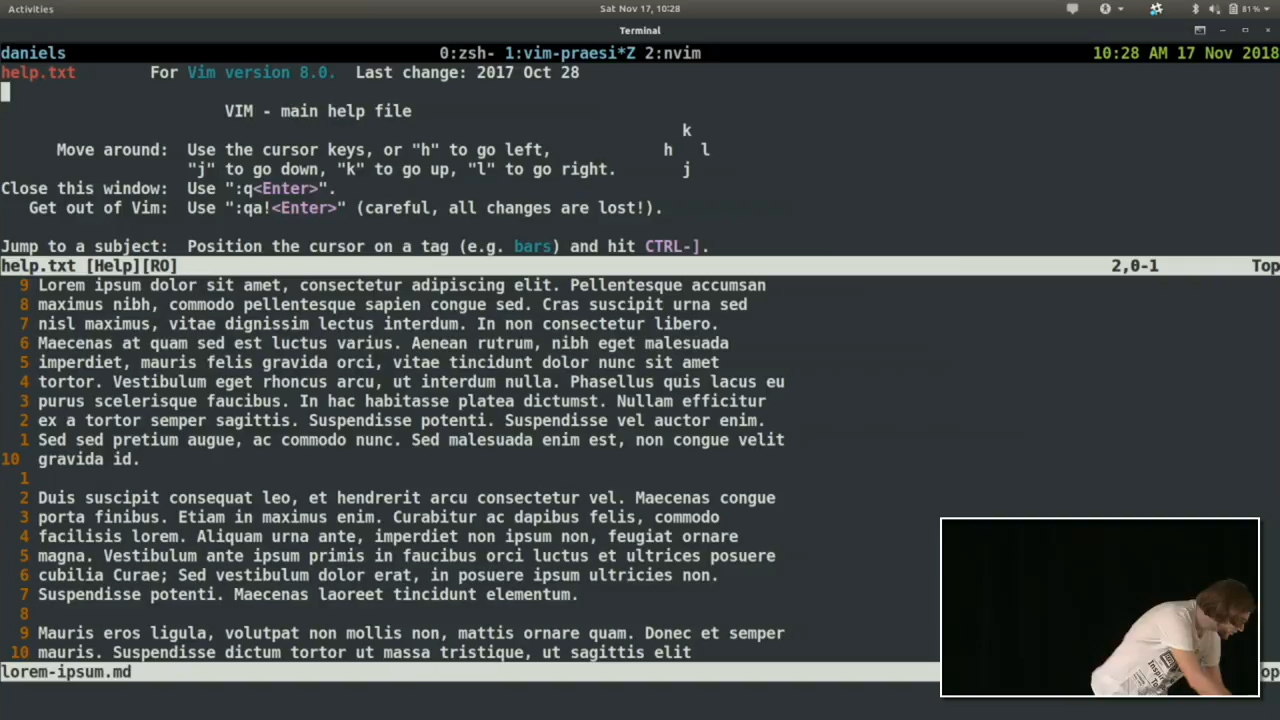 Activities
Sat Nov 17, 10:28
81 %
Terminal
daniels 0:zsh- 1:vim-praesi*Z 2:nvim 10:28 AM 17 Nov 2018
help.txt For Vim version 8.0. Last change: 2017 Oct 28
VIM - main help file
k
Move around: Use the cursor keys, or "h" to go left, h l
"j" to go down, "k" to go up, "l" to go right. j
Close this window: Use ":q<Enter>".
Get out of Vim: Use ":qa!<Enter>" (careful, all changes are lost!).
Jump to a subject: Position the cursor on a tag (e.g. bars) and hit CTRL-].
help.txt [Help][RO] 2,0-1 Top
9 Lorem ipsum dolor sit amet, consectetur adipiscing elit. Pellentesque accumsan
8 maximus nibh, commodo pellentesque sapien congue sed. Cras suscipit urna sed
7 nisl maximus, vitae dignissim lectus interdum. In non consectetur libero.
6 Maecenas at quam sed est luctus varius. Aenean rutrum, nibh eget malesuada
5 imperdiet, mauris felis gravida orci, vitae tincidunt dolor nunc sit amet
4 tortor. Vestibulum eget rhoncus arcu, ut interdum nulla. Phasellus quis lacus eu
3 purus scelerisque faucibus. In hac habitasse platea dictumst. Nullam efficitur
2 ex a tortor semper sagittis. Suspendisse potenti. Suspendisse vel auctor enim.
1 Sed sed pretium augue, ac commodo nunc. Sed malesuada enim est, non congue velit
10 gravida id.
1
2 Duis suscipit consequat leo, et hendrerit arcu consectetur vel. Maecenas congue
3 porta finibus. Etiam in maximus enim. Curabitur ac dapibus felis, commodo
4 facilisis lorem. Aliquam urna ante, imperdiet non ipsum non, feugiat ornare
5 magna. Vestibulum ante ipsum primis in faucibus orci luctus et ultrices posuere
6 cubilia Curae; Sed vestibulum dolor erat, in posuere ipsum ultricies non.
7 Suspendisse potenti. Maecenas laoreet tincidunt elementum.
8
9 Mauris eros ligula, volutpat non mollis non, mattis ornare quam. Donec et semper
10 mauris. Suspendisse dictum tortor ut massa tristique, ut sagittis elit
lorem-ipsum.md op